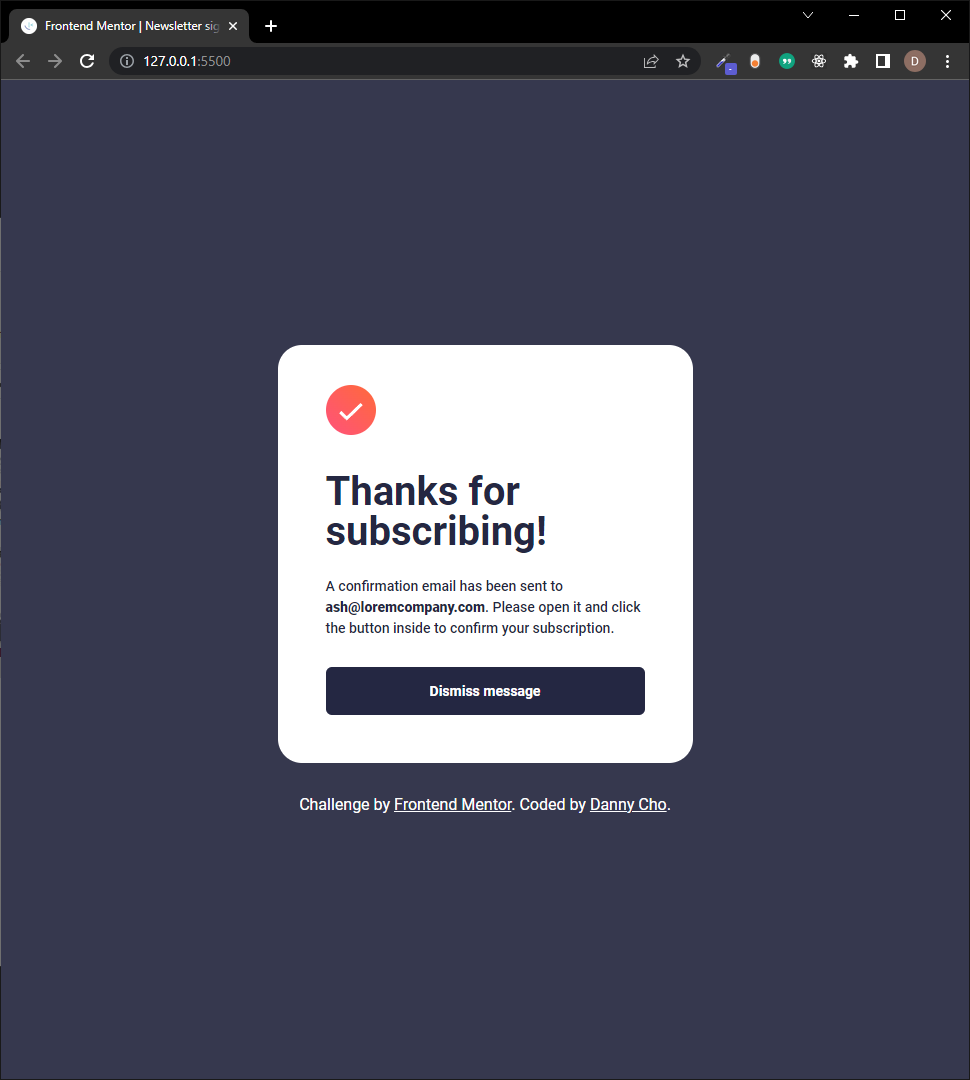 Frontend Mentor | Newsletter sig
127.0.0.1:5500
D
Thanks for
subscribing!
A confirmation email has been sent to
ash@loremcompany.com. Please open it and click
the button inside to confirm your subscription.
Dismiss message
Challenge by Frontend Mentor. Coded by Danny Cho.